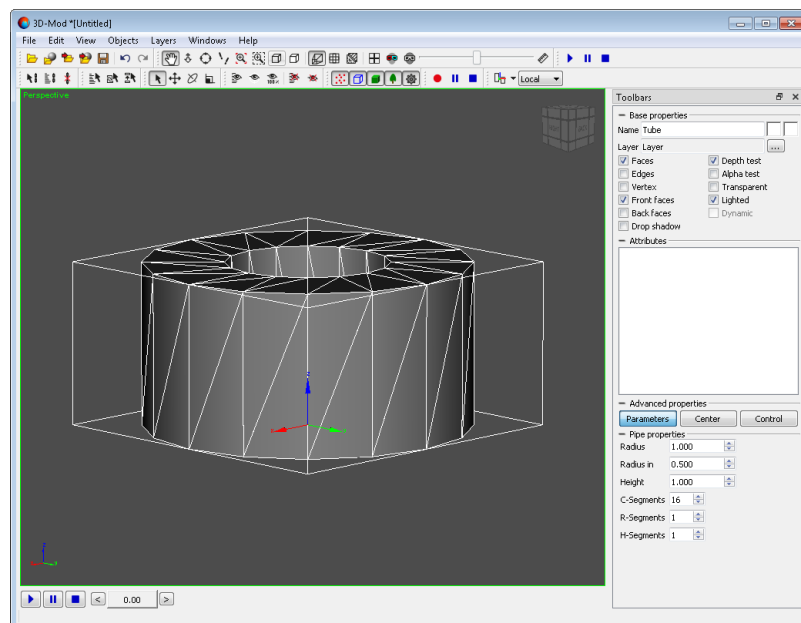 3D-Mod *[Untitled]
File Edit View Objects Layers Windows Help
100%
Local
Perspective
Toolbars
Base properties
Name Tube
Layer Layer ...
Faces Depth test
Edges Alpha test
Vertex Transparent
Front faces Lighted
Back faces Dynamic
Drop shadow
Attributes
Advanced properties
Parameters Center Control
Pipe properties
Radius 1.000
Radius in 0.500
Height 1.000
C-Segments 16
R-Segments 1
H-Segments 1
< 0.00 >